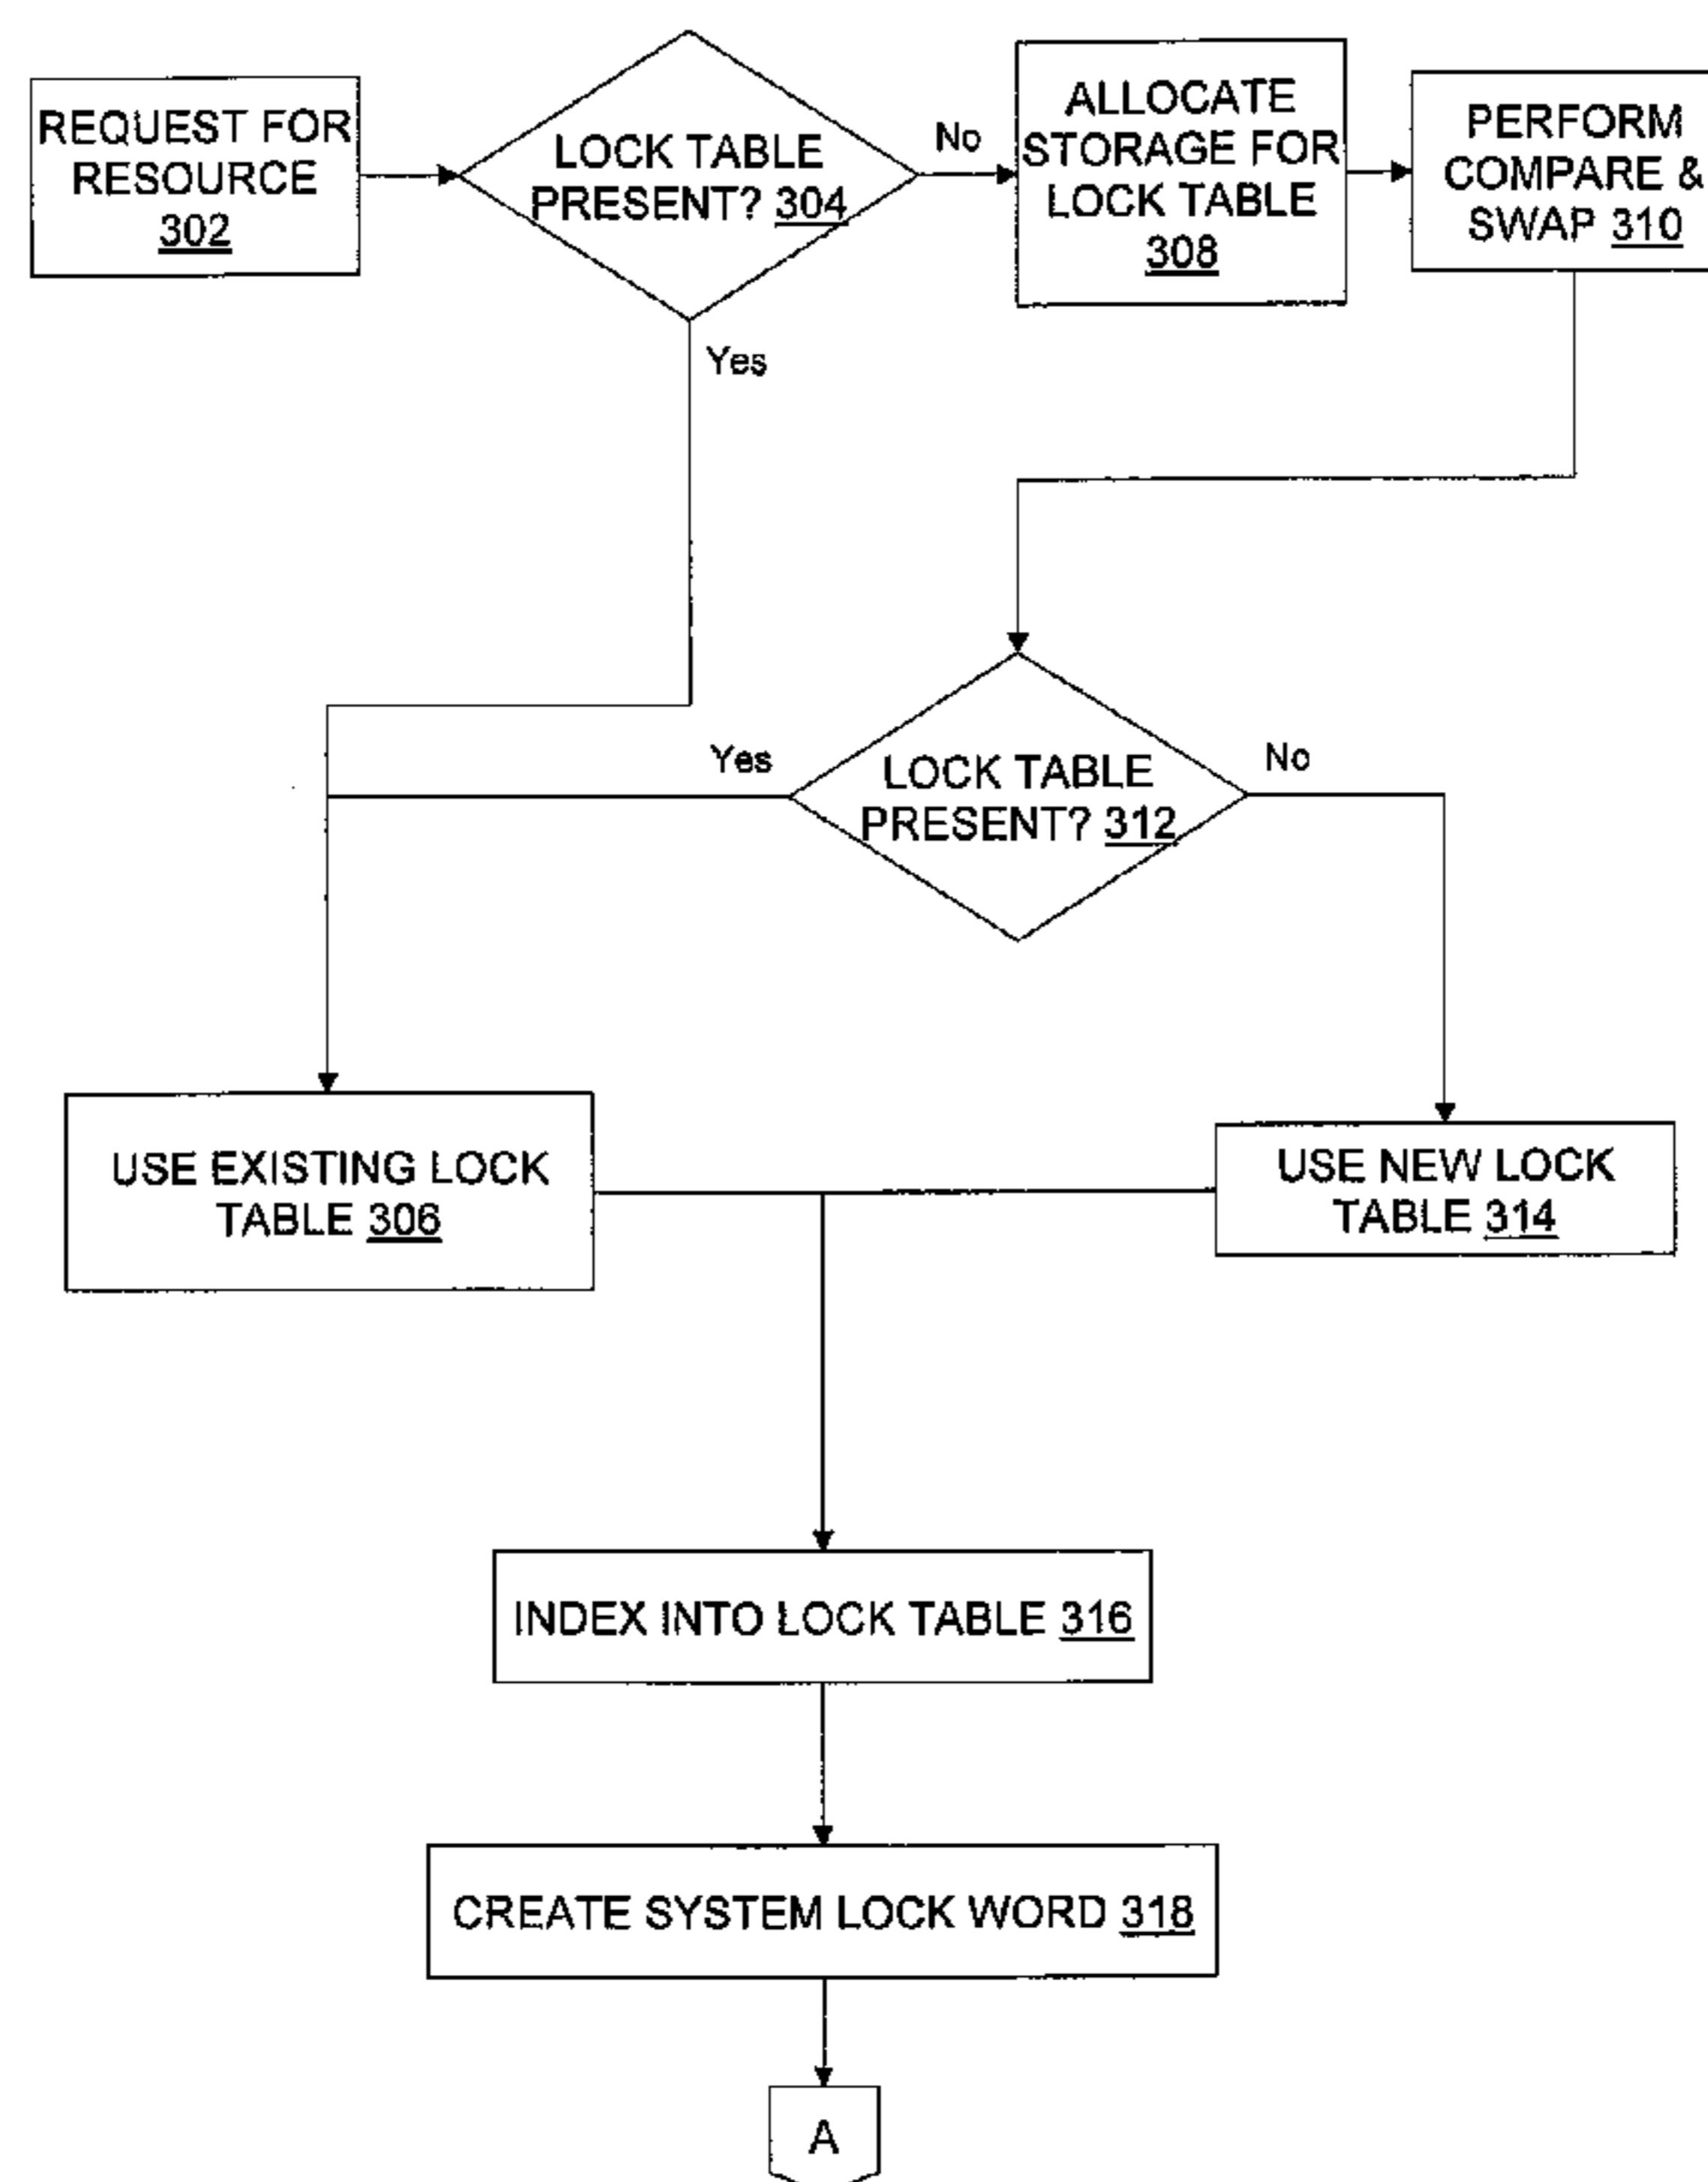 REQUEST FOR
RESOURCE
302
LOCK TABLE
PRESENT? 304
No
ALLOCATE
STORAGE FOR
LOCK TABLE
308
PERFORM
COMPARE &
SWAP 310
Yes
LOCK TABLE
PRESENT? 312
Yes
No
USE EXISTING LOCK
TABLE 306
USE NEW LOCK
TABLE 314
INDEX INTO LOCK TABLE 316
CREATE SYSTEM LOCK WORD 318
A